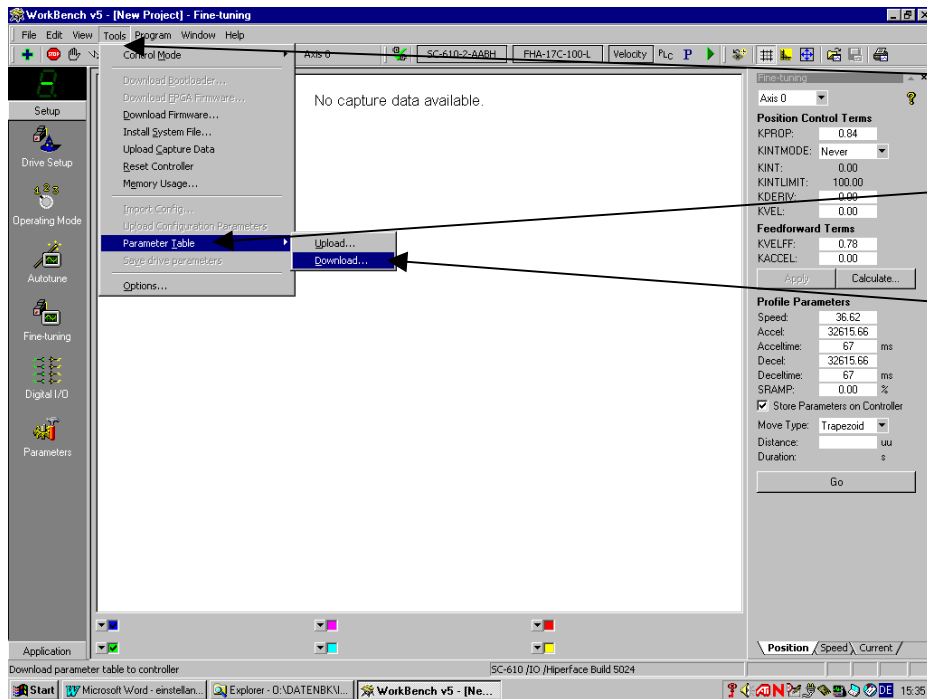 WorkBench v5 - [New Project] - Fine-tuning
File Edit View Tools Program Window Help
STOP
Axis 0
SC-610-2-AABH
FHA-17C-100-L
Velocity
PLC
P
Control Mode
Download Bootloader...
Download FPGA Firmware...
Download Firmware...
Install System File...
Upload Capture Data
Reset Controller
Memory Usage...
Import Config...
Upload Configuration Parameters
Parameter Table
Save drive parameters
Options...
Upload...
Download...
No capture data available.
Setup
Drive Setup
1 2 3
Operating Mode
Autotune
Fine-tuning
Digital I/O
Parameters
Application
Fine-tuning
Axis 0
?
Position Control Terms
KPROP: 0.84
KINTMODE: Never
KINT: 0.00
KINTLIMIT: 100.00
KDERIV: 0.00
KVEL: 0.00
Feedforward Terms
KVELFF: 0.78
KACCEL: 0.00
Apply Calculate...
Profile Parameters
Speed: 36.62
Accel: 32615.66
Acceltime: 67 ms
Decel: 32615.66
Deceltime: 67 ms
SRAMP: 0.00 %
Store Parameters on Controller
Move Type: Trapezoid
Distance: uu
Duration: s
Go
Position Speed Current
Download parameter table to controller
SC-610 /IO /Hiperface Build 5024
Start
Microsoft Word - einstellan...
Explorer - D:\DATENBK\I...
WorkBench v5 - [Ne...
DE 15:35